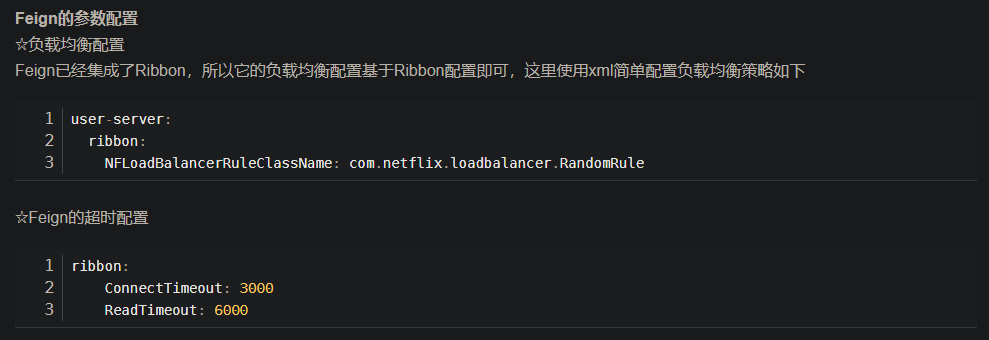 Feign的参数配置
☆负载均衡配置
Feign已经集成了Ribbon，所以它的负载均衡配置基于Ribbon配置即可，这里使用xml简单配置负载均衡策略如下
1 user-server:
2   ribbon:
3     NFLoadBalancerRuleClassName: com.netflix.loadbalancer.RandomRule
☆Feign的超时配置
1 ribbon:
2     ConnectTimeout: 3000
3     ReadTimeout: 6000